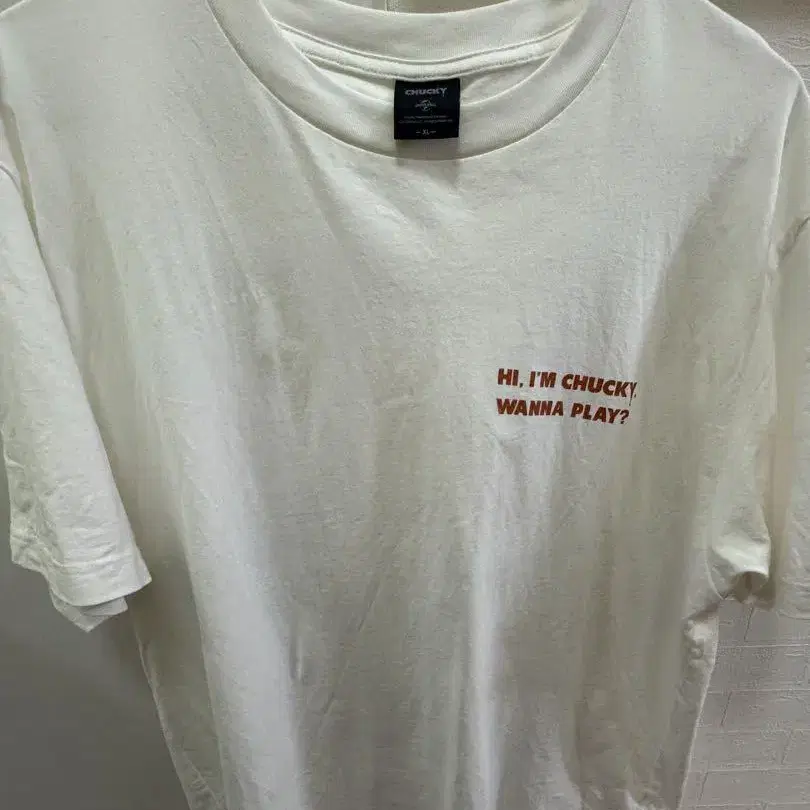 CHUCKY
-XL-
HI, I'M CHUCKY.
WANNA PLAY?